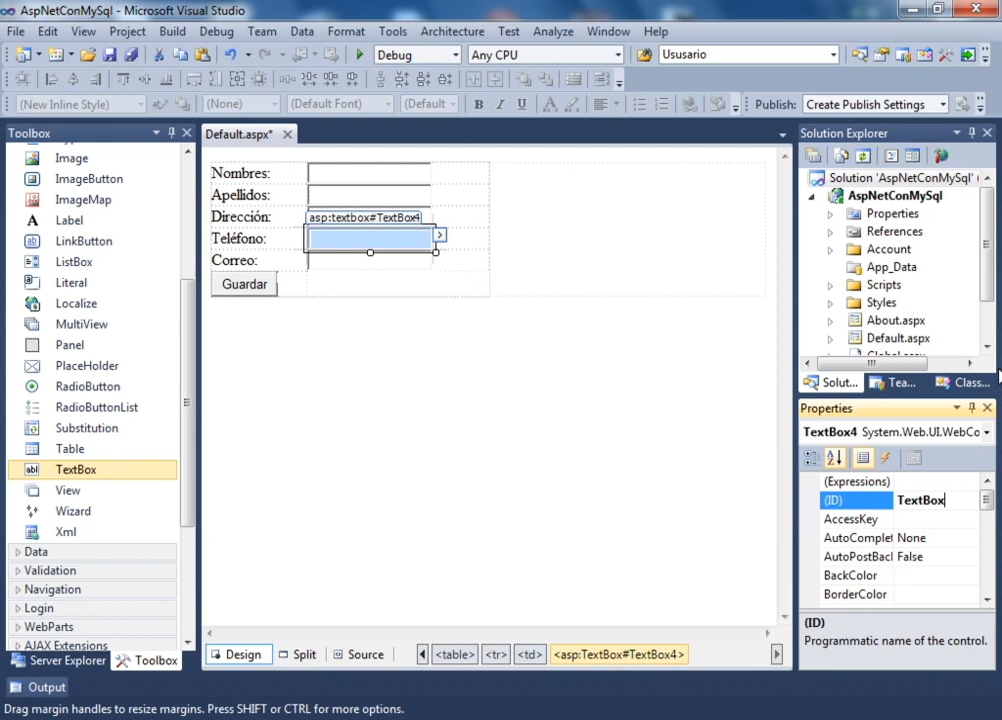 AspNetConMySql - Microsoft Visual Studio
File Edit View Project Build Debug Team Data Format Tools Architecture Test Analyze Window Help
Debug Any CPU Ususario
(New Inline Style) (None) (Default Font) (Default B I U A Publish: Create Publish Settings
Toolbox
Image
ImageButton
ImageMap
A Label
ab LinkButton
ListBox
Literal
Localize
MultiView
Panel
PlaceHolder
RadioButton
RadioButtonList
Substitution
Table
abl TextBox
View
Wizard
Xml
Data
Validation
Navigation
Login
WebParts
AJAX Extensions
Server Explorer Toolbox
Output
Default.aspx*
Nombres:
Apellidos:
Dirección: asp:textbox#TextBox4
Teléfono:
Correo:
Guardar
Design Split Source <table> <tr> <td> <asp:TextBox#TextBox4>
Solution Explorer
Solution 'AspNetConMySql'
AspNetConMySql
Properties
References
Account
App_Data
Scripts
Styles
About.aspx
Default.aspx
Solut... Tea... Class...
Properties
TextBox4 System.Web.UI.WebCo
(Expressions)
(ID) TextBox
AccessKey
AutoComplet None
AutoPostBacl False
BackColor
BorderColor
(ID)
Programmatic name of the control.
Drag margin handles to resize margins. Press SHIFT or CTRL for more options.